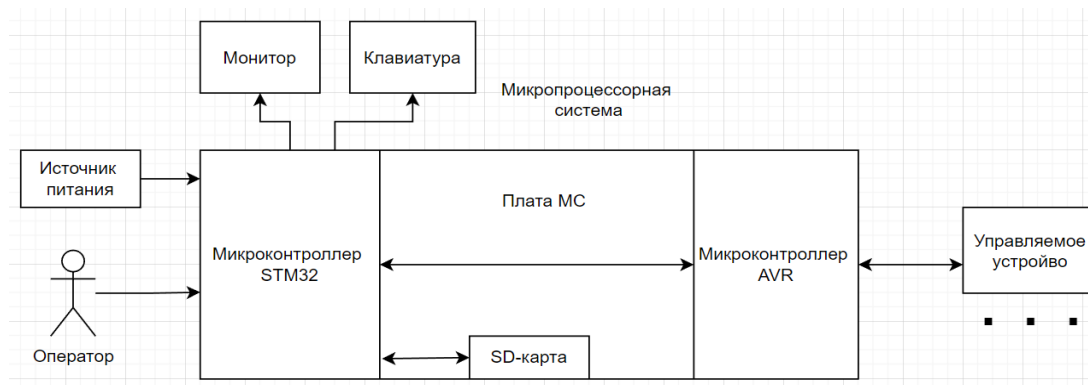 Монитор
Клавиатура
Микропроцессорная
система
Источник
питания
Плата МС
Микроконтроллер
STM32
Микроконтроллер
AVR
Управляемое
устройво
Оператор
SD-карта